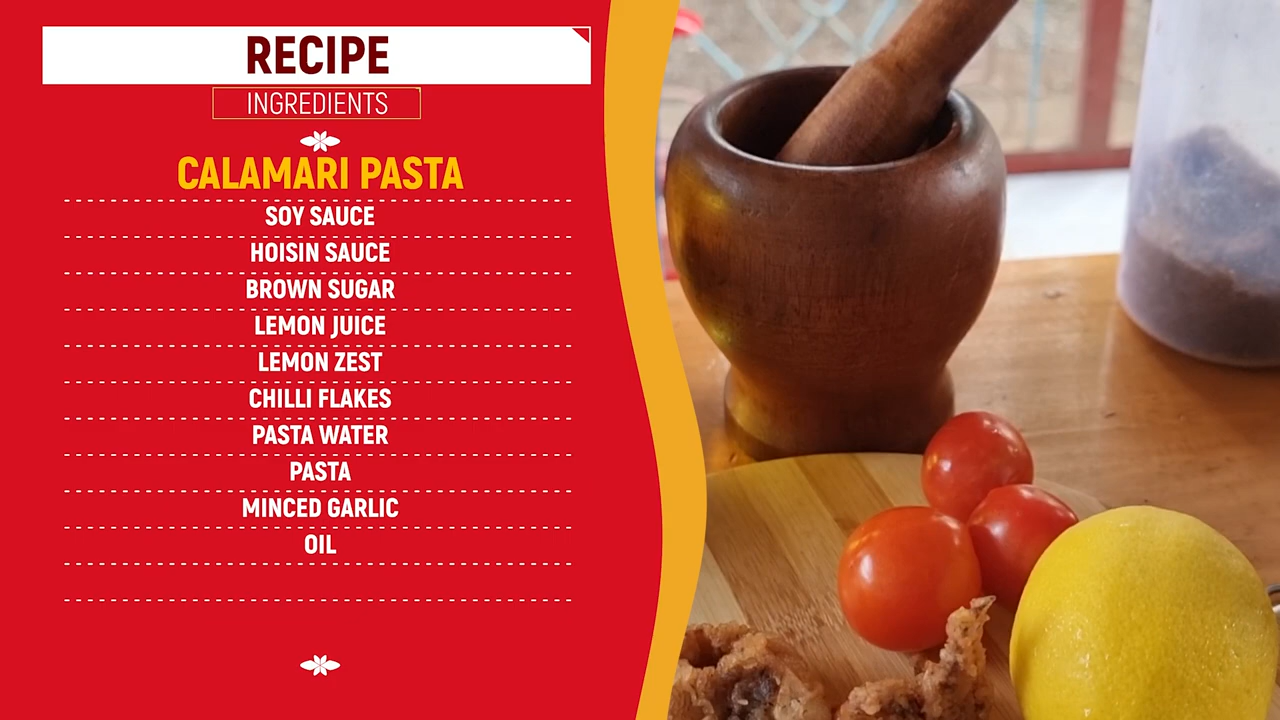 RECIPE
INGREDIENTS
CALAMARI PASTA
SOY SAUCE
HOISIN SAUCE
BROWN SUGAR
LEMON JUICE
LEMON ZEST
CHILLI FLAKES
PASTA WATER
PASTA
MINCED GARLIC
OIL